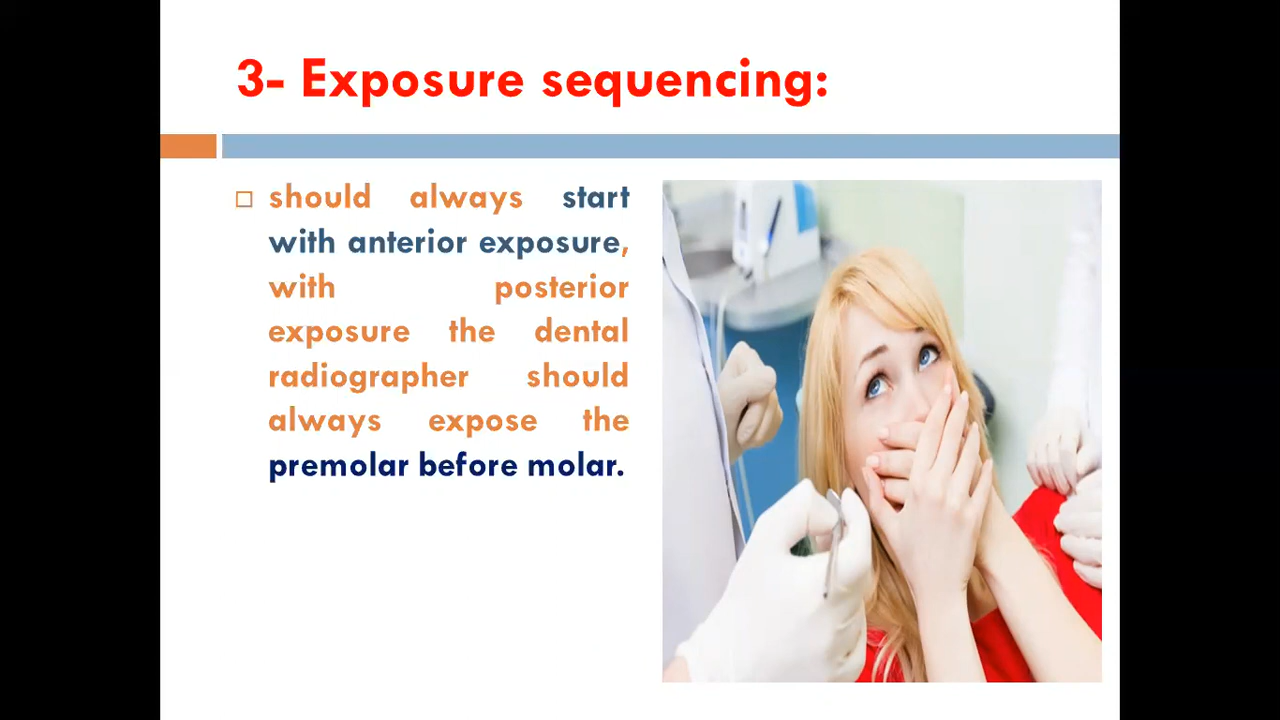 3- Exposure sequencing:
should always start
with anterior exposure,
with posterior
exposure the dental
radiographer should
always expose the
premolar before molar.